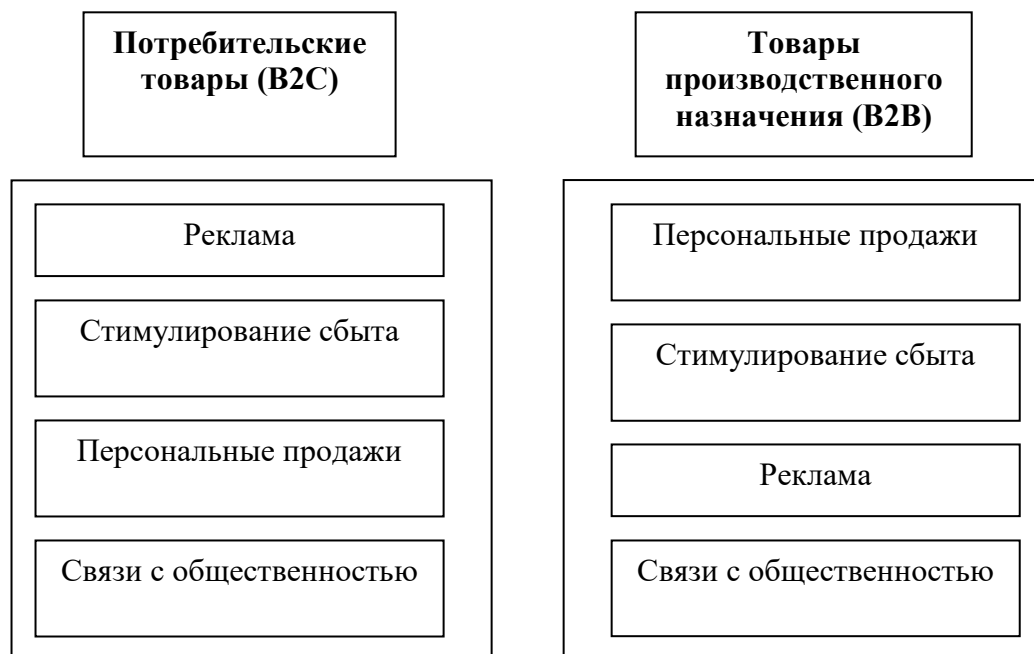 Потребительские
товары (B2C)
Товары
производственного
назначения (B2B)
Реклама
Стимулирование сбыта
Персональные продажи
Связи с общественностью
Персональные продажи
Стимулирование сбыта
Реклама
Связи с общественностью